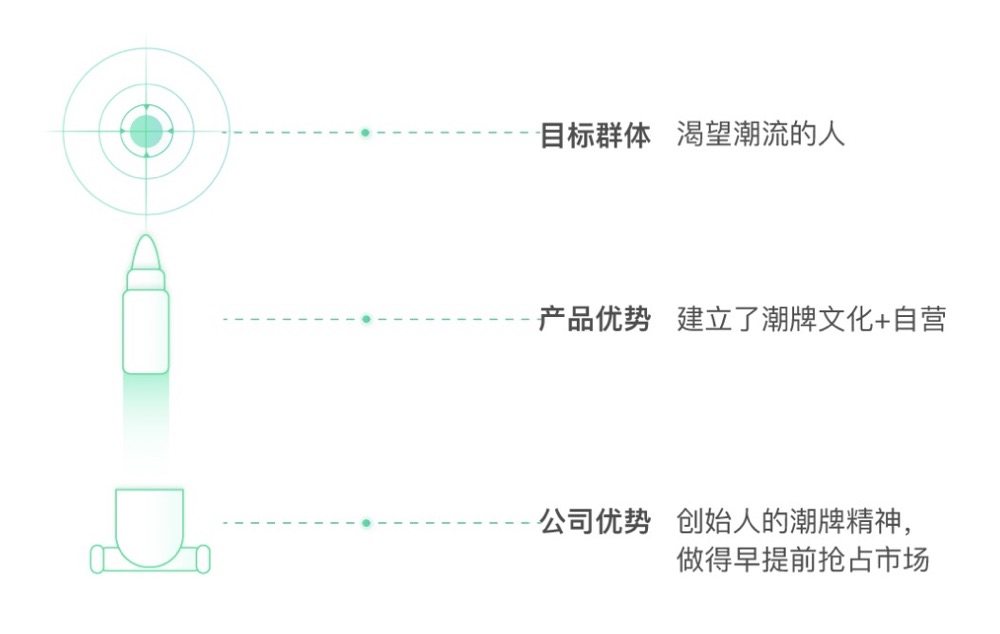 目标群体 渴望潮流的人
产品优势 建立了潮牌文化+自营
公司优势 创始人的潮牌精神，
做得早提前抢占市场